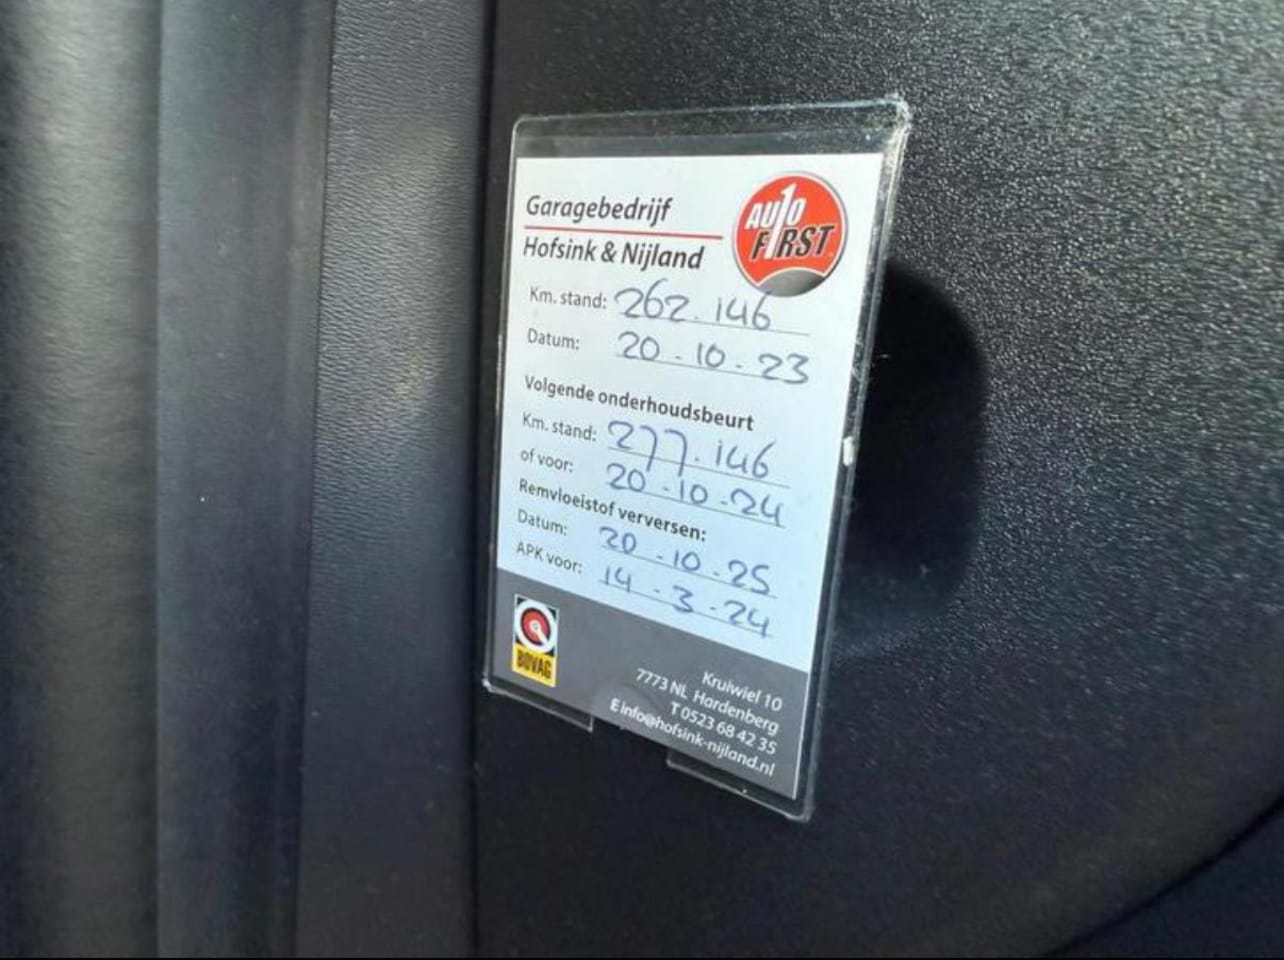 Garagebedrijf
Hofsink & Nijland
AUTO
FIRST
Km. stand: 262.146
Datum: 20-10-23
Volgende onderhoudsbeurt
Km. stand: 277.146
of voor: 20-10-24
Remvloeistof verversen:
Datum: 20-10-25
APK voor: 14-3-24
BOVAG
Kruiwiel 10
7773 NL Hardenberg
T 0523 68 42 35
E info@hofsink-nijland.nl